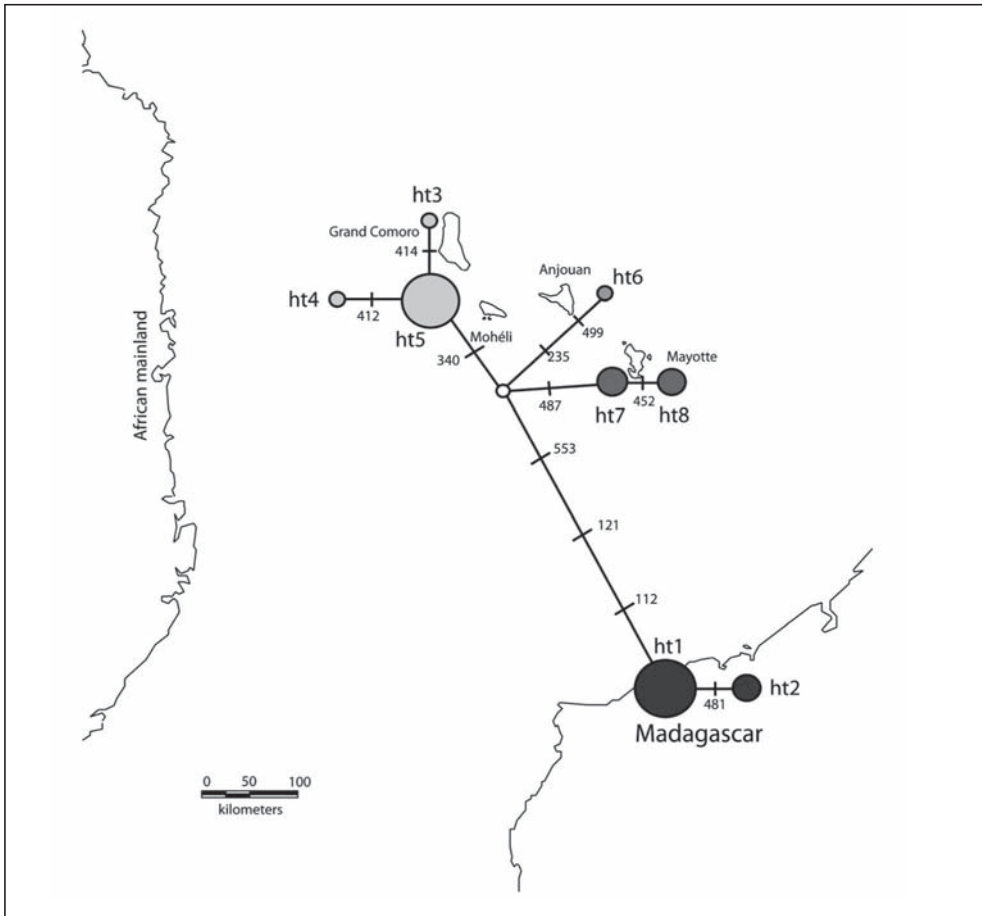 ht3
Grand Comoro
414
Anjouan
ht6
ht4
412
ht5
Mohéli
499
340
235
Mayotte
487
ht7
452
ht8
African mainland
553
121
112
ht1
481
ht2
Madagascar
0 50 100
kilometers